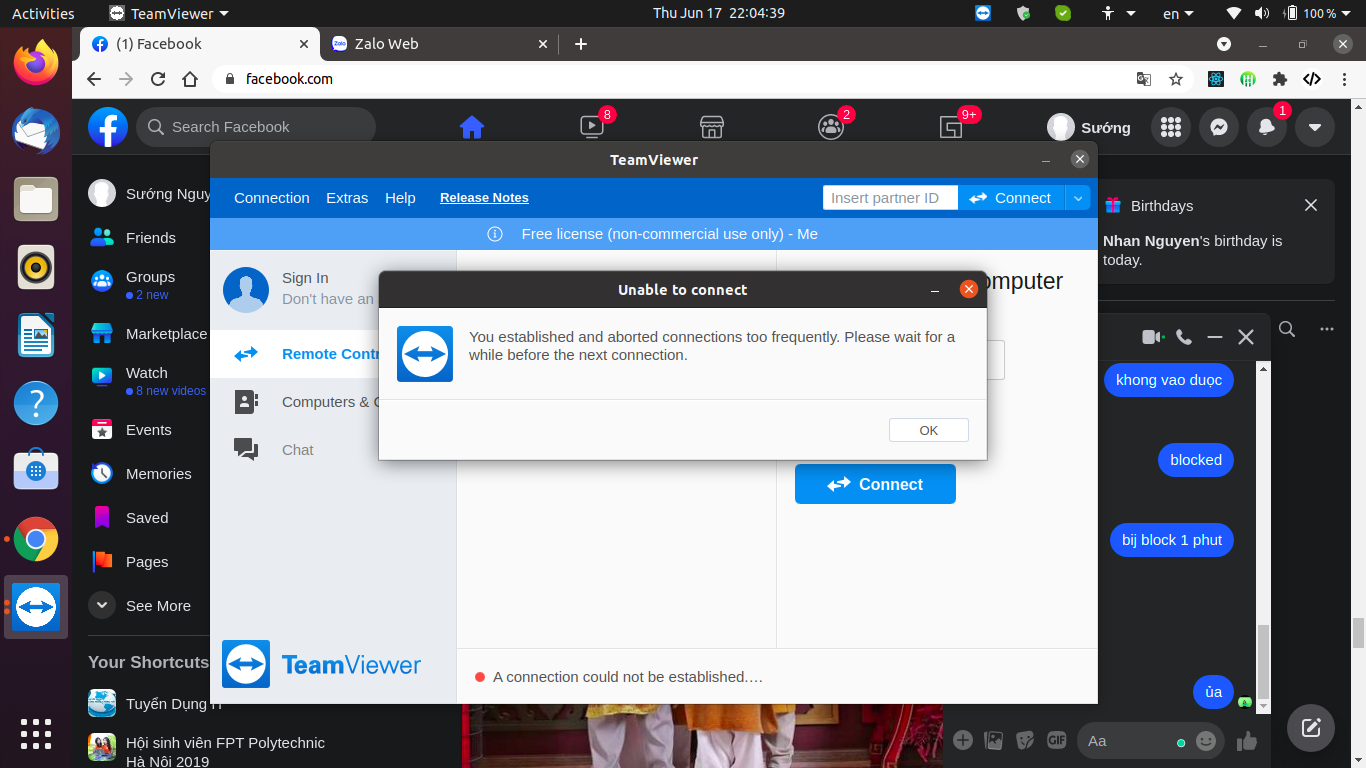 Activities
TeamViewer
Thu Jun 17 22:04:39
en
100 %
(1) Facebook
Zalo
Zalo Web
facebook.com
Search Facebook
8
2
9+
Sướng
1
TeamViewer
Sướng Nguy
Friends
Groups
2 new
Marketplace
Watch
8 new videos
Events
Memories
Saved
Pages
See More
Your Shortcuts
Tuyển Dụng IT
Hội sinh viên FPT Polytechnic
Hà Nội 2019
Connection
Extras
Help
Release Notes
Insert partner ID
Connect
Free license (non-commercial use only) - Me
Sign In
Don't have an
omputer
Remote Contr
Computers & C
Chat
Unable to connect
You established and aborted connections too frequently. Please wait for a
while before the next connection.
OK
Connect
TeamViewer
A connection could not be established.…
Birthdays
Nhan Nguyen's birthday is
today.
khong vao duọc
blocked
bij block 1 phut
ủa
GIF
Aa